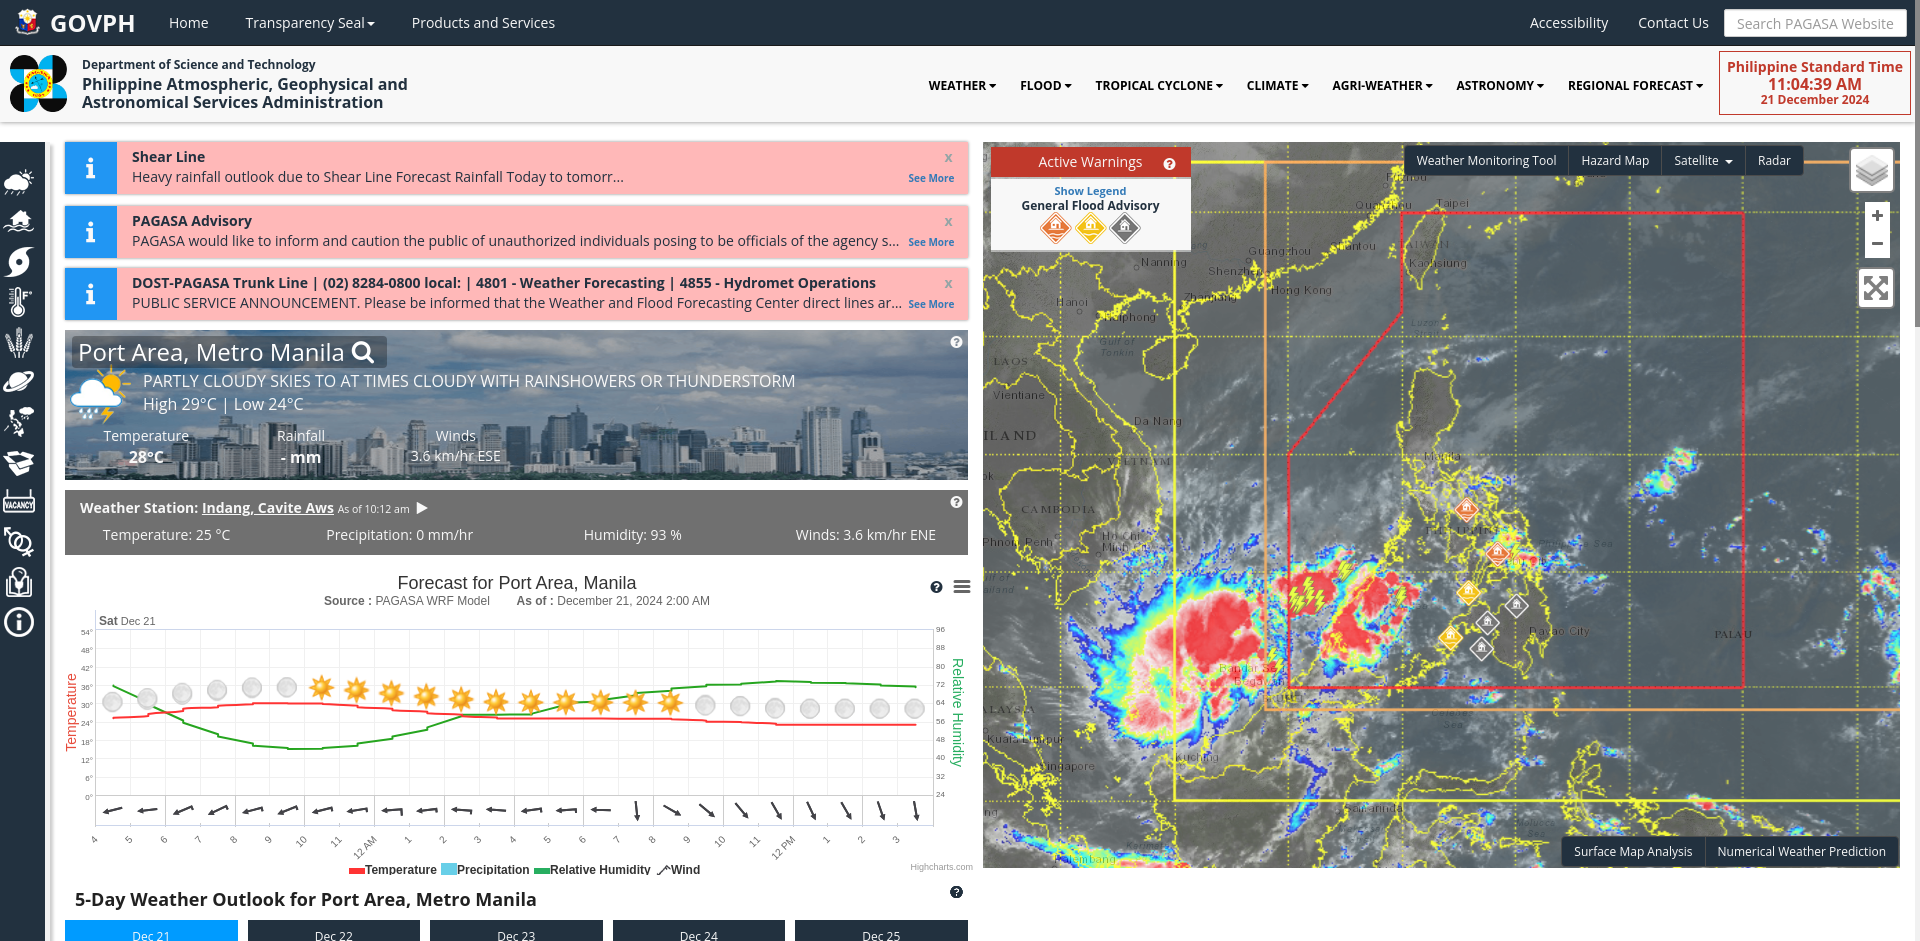 GOVPH Home Transparency Seal Products and Services Accessibility Contact Us Search PAGASA Website
Department of Science and Technology
Philippine Atmospheric, Geophysical and
Astronomical Services Administration
WEATHER FLOOD TROPICAL CYCLONE CLIMATE AGRI-WEATHER ASTRONOMY REGIONAL FORECAST
Philippine Standard Time
11:04:39 AM
21 December 2024
VACANCY
Shear Line x
Heavy rainfall outlook due to Shear Line Forecast Rainfall Today to tomorr... See More
PAGASA Advisory x
PAGASA would like to inform and caution the public of unauthorized individuals posing to be officials of the agency s... See More
DOST-PAGASA Trunk Line | (02) 8284-0800 local: | 4801 - Weather Forecasting | 4855 - Hydromet Operations x
PUBLIC SERVICE ANNOUNCEMENT. Please be informed that the Weather and Flood Forecasting Center direct lines ar... See More
Port Area, Metro Manila
PARTLY CLOUDY SKIES TO AT TIMES CLOUDY WITH RAINSHOWERS OR THUNDERSTORM
High 29°C | Low 24°C
Temperature Rainfall Winds
28°C - mm 3.6 km/hr ESE
Weather Station: Indang, Cavite Aws As of 10:12 am
Temperature: 25 °C Precipitation: 0 mm/hr Humidity: 93 % Winds: 3.6 km/hr ENE
Forecast for Port Area, Manila
Source : PAGASA WRF Model As of : December 21, 2024 2:00 AM
Sat Dec 21
54° 96
48° 88
42° 80
36° 72
30° 64
24° 56
18° 48
12° 40
6° 32
0° 24
Temperature
Relative Humidity
4 5 6 7 8 9 10 11 12 AM 1 2 3 4 5 6 7 8 9 10 11 12 PM 1 2 3
Temperature Precipitation Relative Humidity Wind
Highcharts.com
5-Day Weather Outlook for Port Area, Metro Manila
Dec 21 Dec 22 Dec 23 Dec 24 Dec 25
Active Warnings
Show Legend
General Flood Advisory
Weather Monitoring Tool Hazard Map Satellite Radar
+
−
Taipei
Guangzhou
TAIWAN
Nanning
Shenzhen
Kaohsiung
Hong Kong
Hanoi
Zhanjiang
Haiphong
Luzon
Gulf of
Tonkin
LAOS
Vientiane
Da Nang
ILAND
VIETNAM
Manila
CAMBODIA
Phnom Penh
Ho Chi
Minh
Davao City
PALAU
Bandar Seri
Begawan
Celebes
Sea
Kuala Lumpur
Kuching
Singapore
Samarinda
Palembang
Surface Map Analysis Numerical Weather Prediction